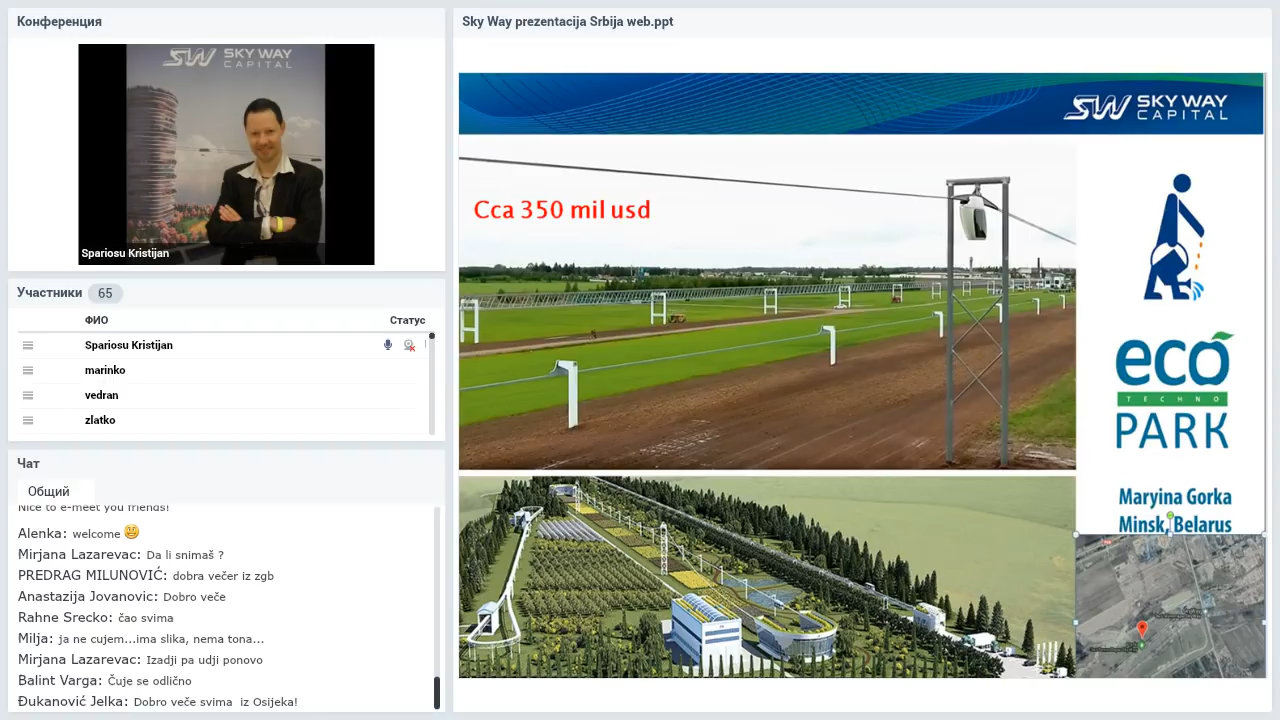 Конференция
SKY WAY
CAPITAL
Spariosu Kristijan
Участники 65
ФИО Статус
Spariosu Kristijan
marinko
vedran
zlatko
Чат
Общий
Nice to e-meet you friends!
Alenka: welcome
Mirjana Lazarevac: Da li snimaš ?
PREDRAG MILUNOVIĆ: dobra večer iz zgb
Anastazija Jovanovic: Dobro veče
Rahne Srecko: čao svima
Milja: ja ne cujem...ima slika, nema tona...
Mirjana Lazarevac: Izadji pa udji ponovo
Balint Varga: Čuje se odlično
Đukanović Jelka: Dobro veče svima iz Osijeka!
Sky Way prezentacija Srbija web.ppt
SW SKY WAY
CAPITAL
Cca 350 mil usd
eco
TECHNO
PARK
Maryina Gorka
Minsk, Belarus